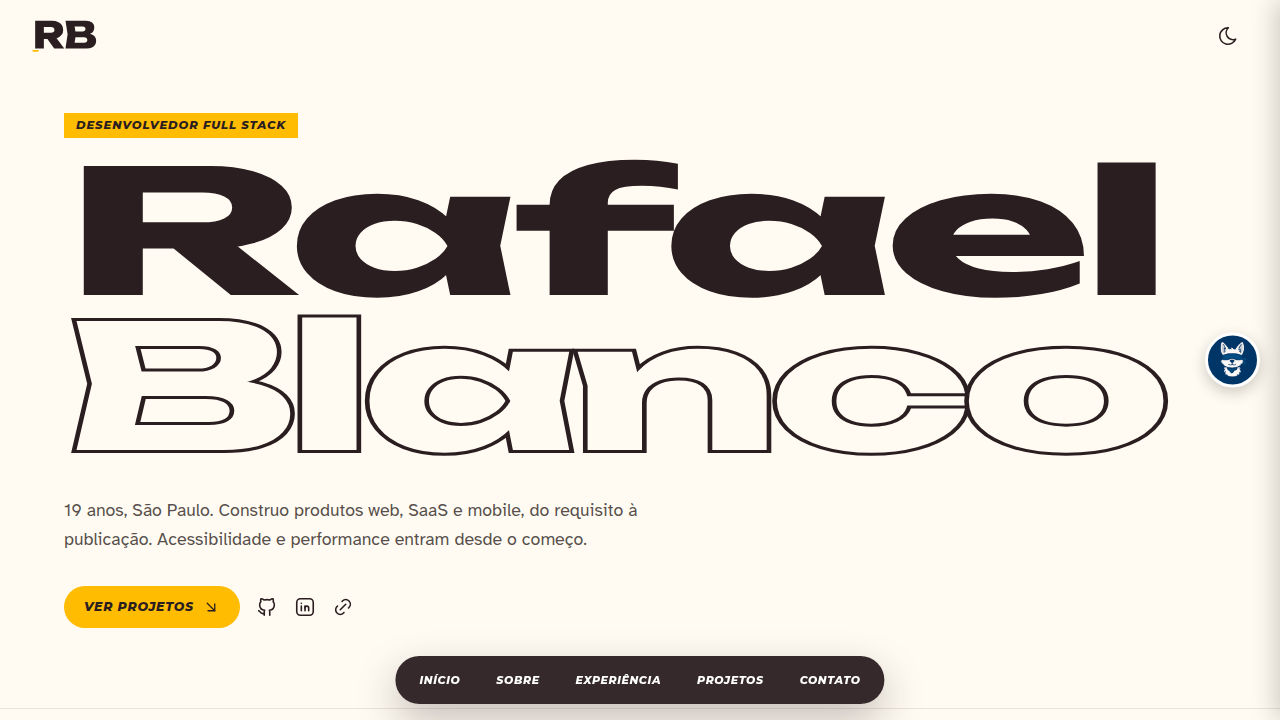 RB
DESENVOLVEDOR FULL STACK
Rafael
Blanco
19 anos, São Paulo. Construo produtos web, SaaS e mobile, do requisito à
publicação. Acessibilidade e performance entram desde o começo.
VER PROJETOS
INÍCIO SOBRE EXPERIÊNCIA PROJETOS CONTATO